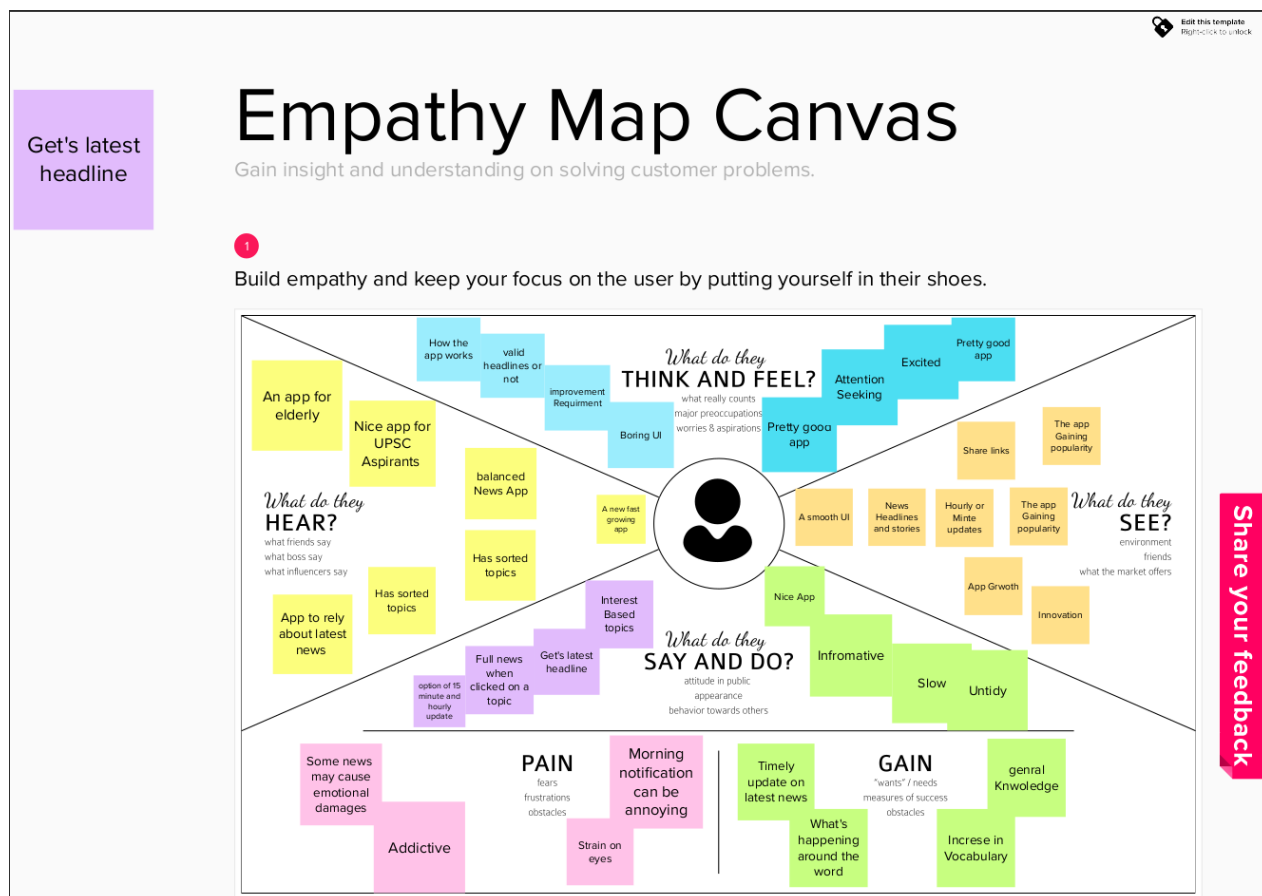 Edit this template
Right-click to unlock
Get's latest
headline
Empathy Map Canvas
Gain insight and understanding on solving customer problems.
1
Build empathy and keep your focus on the user by putting yourself in their shoes.
How the
app works
valid
headlines or
not
improvement
Requirment
Boring UI
What do they
THINK AND FEEL?
what really counts
major preoccupations
worries & aspirations
Pretty good
app
Attention
Seeking
Excited
Pretty good
app
An app for
elderly
Nice app for
UPSC
Aspirants
balanced
News App
A new fast
growing
app
What do they
HEAR?
what friends say
what boss say
what influencers say
Has sorted
topics
Has sorted
topics
App to rely
about latest
news
Share links
The app
Gaining
popularity
A smooth UI
News
Headlines
and stories
Hourly or
Minte
updates
The app
Gaining
popularity
What do they
SEE?
environment
friends
what the market offers
App Grwoth
Innovation
Interest
Based
topics
Get's latest
headline
Full news
when
clicked on a
topic
option of 15
minute and
hourly
update
What do they
SAY AND DO?
attitude in public
appearance
behavior towards others
Nice App
Infromative
Slow
Untidy
Some news
may cause
emotional
damages
Addictive
PAIN
fears
frustrations
obstacles
Morning
notification
can be
annoying
Strain on
eyes
Timely
update on
latest news
What's
happening
around the
word
GAIN
"wants" / needs
measures of success
obstacles
genral
Knwoledge
Increse in
Vocabulary
Share your feedback